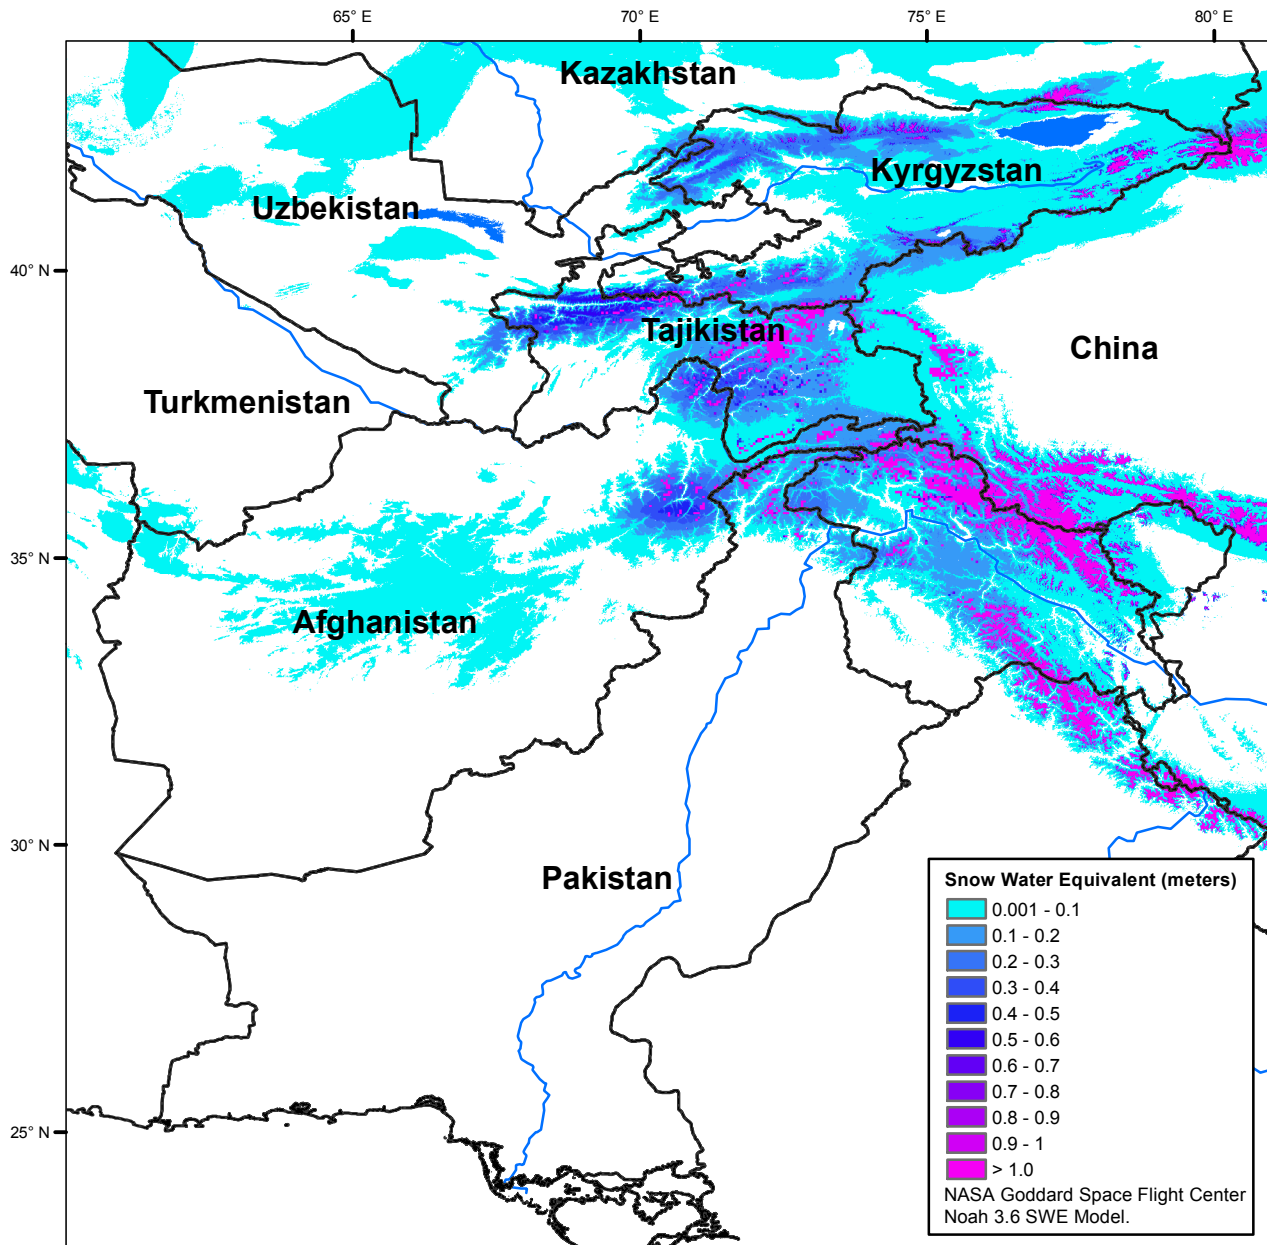 65° E
70° E
75° E
80° E
Kazakhstan
Kyrgyzstan
Uzbekistan
40° N
Tajikistan
China
Turkmenistan
35° N
Afghanistan
30° N
Pakistan
25° N
Snow Water Equivalent (meters)
0.001 - 0.1
0.1 - 0.2
0.2 - 0.3
0.3 - 0.4
0.4 - 0.5
0.5 - 0.6
0.6 - 0.7
0.7 - 0.8
0.8 - 0.9
0.9 - 1
> 1.0
NASA Goddard Space Flight Center
Noah 3.6 SWE Model.